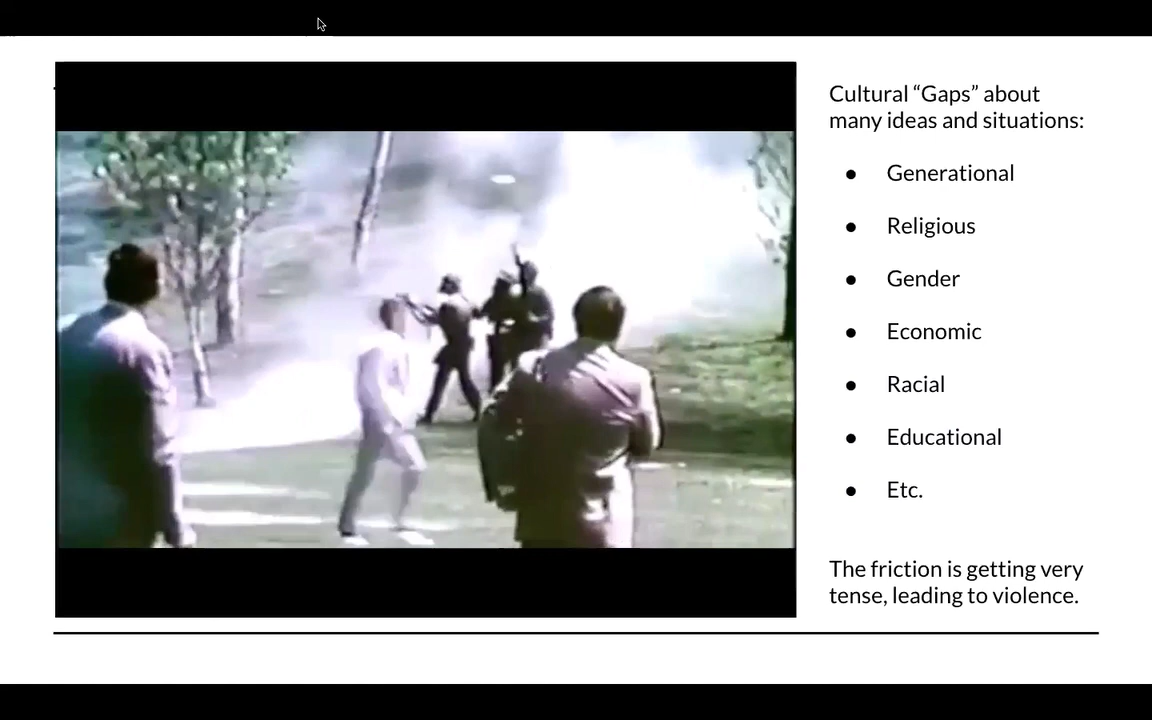 Cultural “Gaps” about
many ideas and situations:
● Generational
● Religious
● Gender
● Economic
● Racial
● Educational
● Etc.
The friction is getting very
tense, leading to violence.